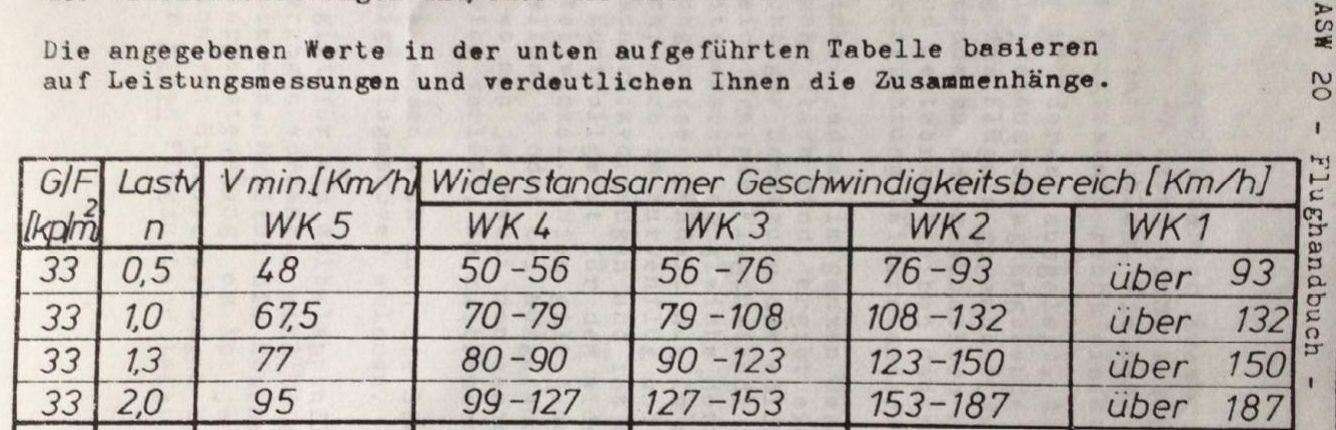 Die angegebenen Werte in der unten aufgeführten Tabelle basieren
auf Leistungsmessungen und verdeutlichen Ihnen die Zusammenhänge.
G/F Lastv Vmin[Km/h] Widerstandsarmer Geschwindigkeitsbereich [Km/h]
[kp/m²] n WK 5 WK 4 WK 3 WK 2 WK 1
33 0,5 48 50-56 56-76 76-93 über 93
33 1,0 67,5 70-79 79-108 108-132 über 132
33 1,3 77 80-90 90-123 123-150 über 150
33 2,0 95 99-127 127-153 153-187 über 187
ASW 20 - Flughandbuch -